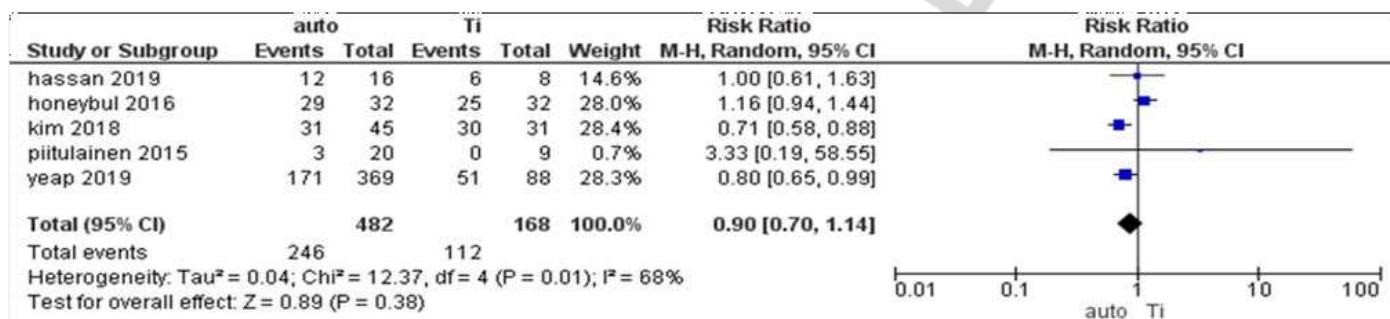 auto Ti Risk Ratio Risk Ratio
Study or Subgroup Events Total Events Total Weight M-H, Random, 95% CI M-H, Random, 95% CI
hassan 2019 12 16 6 8 14.6% 1.00 [0.61, 1.63]
honeybul 2016 29 32 25 32 28.0% 1.16 [0.94, 1.44]
kim 2018 31 45 30 31 28.4% 0.71 [0.58, 0.88]
piitulainen 2015 3 20 0 9 0.7% 3.33 [0.19, 58.55]
yeap 2019 171 369 51 88 28.3% 0.80 [0.65, 0.99]
Total (95% CI) 482 168 100.0% 0.90 [0.70, 1.14]
Total events 246 112
Heterogeneity: Tau² = 0.04; Chi² = 12.37, df = 4 (P = 0.01); I² = 68%
Test for overall effect: Z = 0.89 (P = 0.38)
0.01 0.1 1 10 100
auto Ti